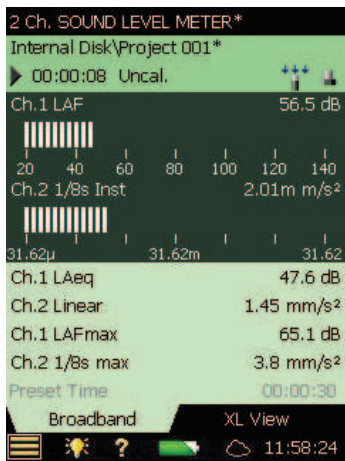 2 Ch. SOUND LEVEL METER*
Internal Disk\Project 001*
00:00:08 Uncal.
Ch.1 LAF 56.5 dB
20 40 60 80 100 120 140
Ch.2 1/8s Inst 2.01m m/s²
31.62µ 31.62m 31.62
Ch.1 LAeq 47.6 dB
Ch.2 Linear 1.45 mm/s²
Ch.1 LAFmax 65.1 dB
Ch.2 1/8s max 3.8 mm/s²
Preset Time 00:00:30
Broadband XL View
? 11:58:24